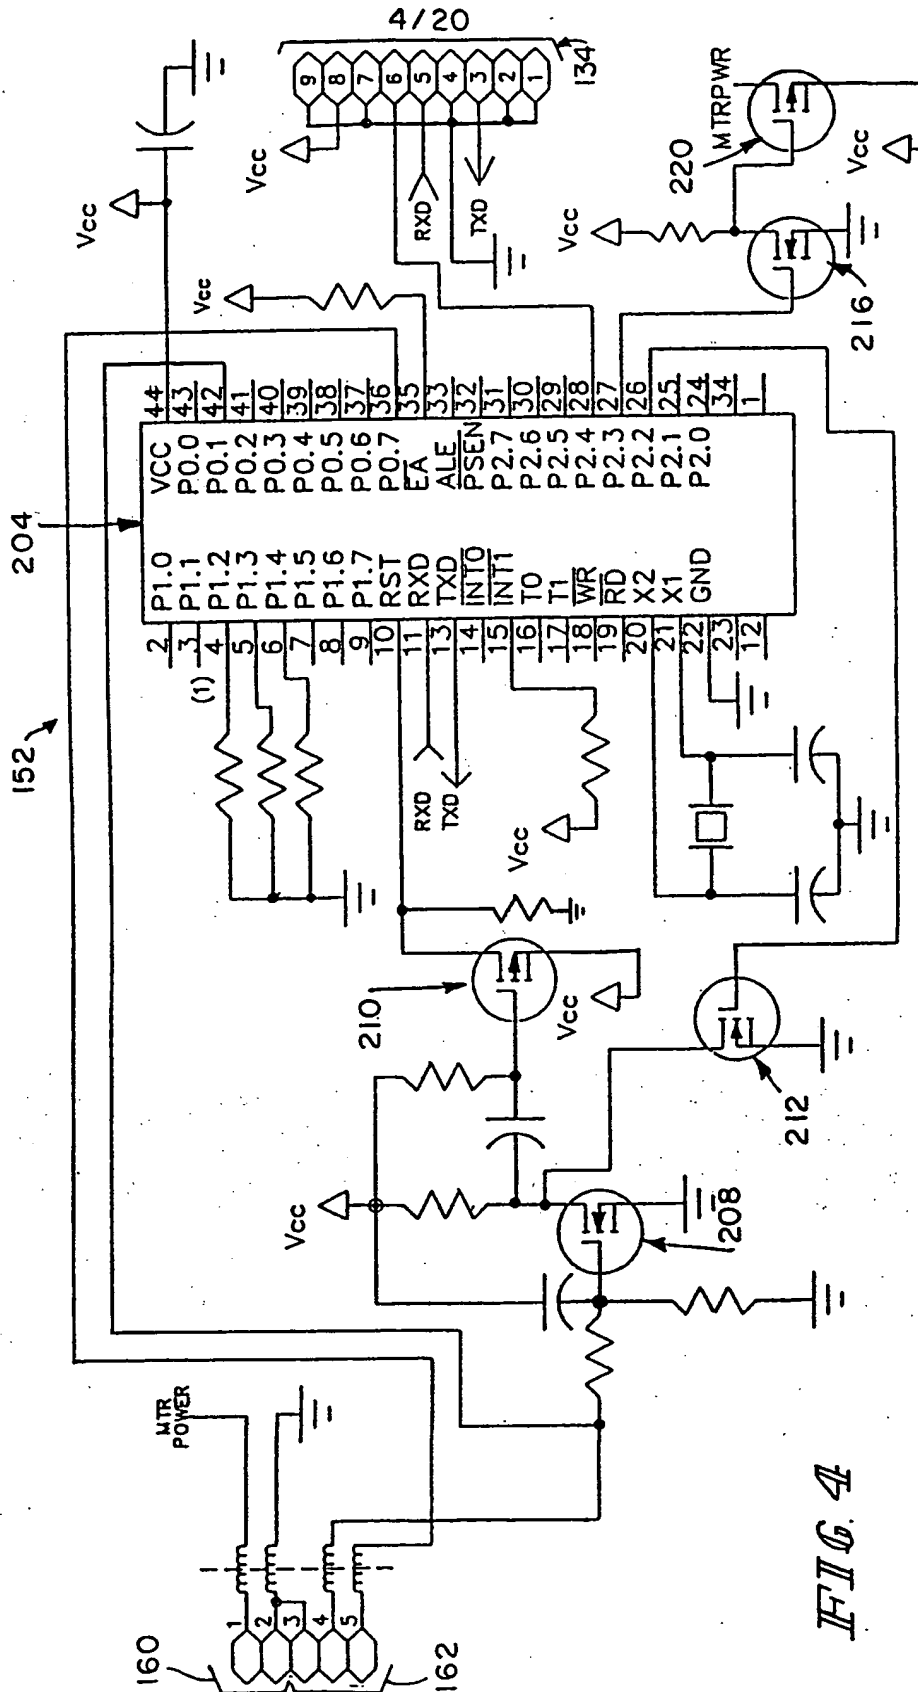 4/20
134
9
8
7
6
5
4
3
2
1
Vcc
Vcc
RXD
TXD
Vcc
MTRPWR
220
Vcc
Vcc
216
204
152
44 VCC
43 P0.0
42 P0.1
41 P0.2
40 P0.3
39 P0.4
38 P0.5
37 P0.6
36 P0.7
35 EA
33 ALE
32 PSEN
31 P2.7
30 P2.6
29 P2.5
28 P2.4
27 P2.3
26 P2.2
25 P2.1
24 P2.0
34
1
P1.0 2
P1.1 3
P1.2 4
P1.3 5
P1.4 6
P1.5 7
P1.6 8
P1.7 9
RST 10
RXD 11
TXD 13
INT0 14
INT1 15
T0 16
T1 17
WR 18
RD 19
X2 20
X1 21
GND 22
23
12
(1)
RXD
TXD
Vcc
210
Vcc
212
Vcc
208
MTR
POWER
1
2
3
4
5
160
162
FIG. 4